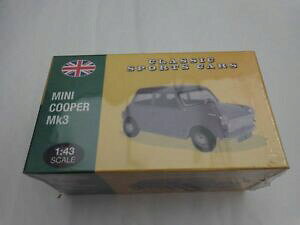 CLASSIC
SPORTS CARS
MINI
COOPER
Mk3
1:43
SCALE